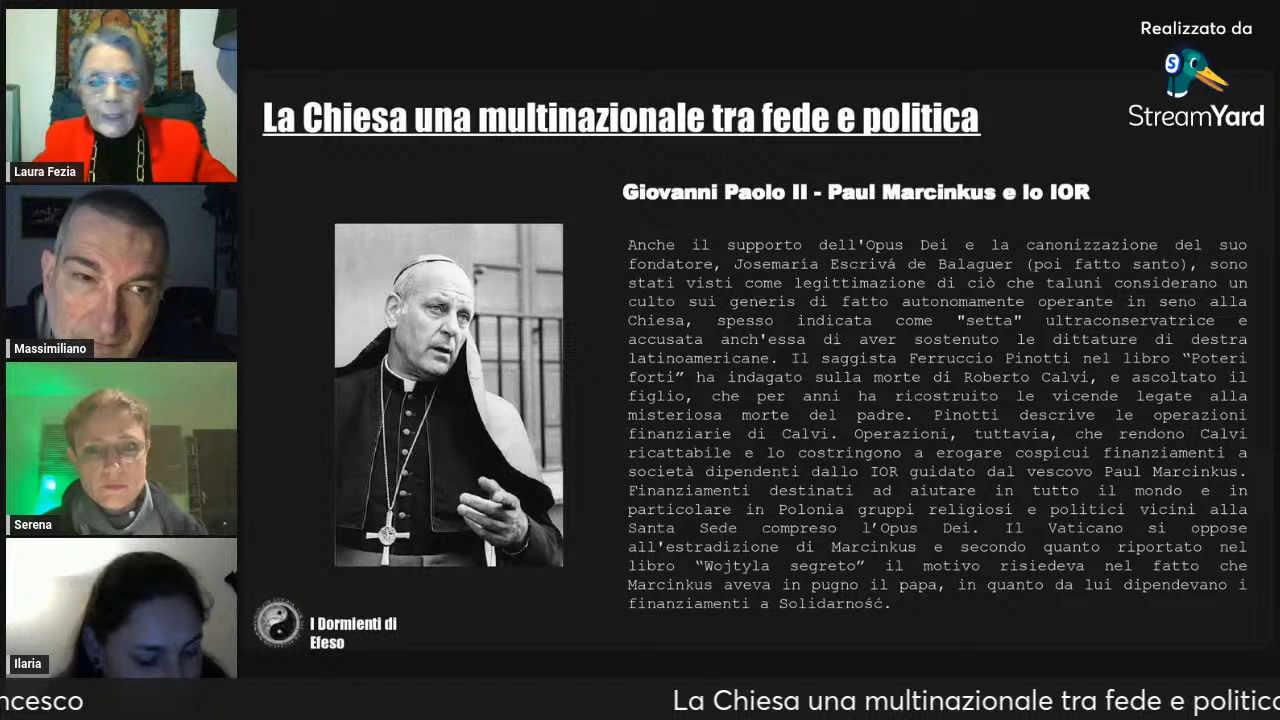 Realizzato da
StreamYard
La Chiesa una multinazionale tra fede e politica
Giovanni Paolo II - Paul Marcinkus e lo IOR
Anche il supporto dell'Opus Dei e la canonizzazione del suo
fondatore, Josemaría Escrivá de Balaguer (poi fatto santo), sono
stati visti come legittimazione di ciò che taluni considerano un
culto sui generis di fatto autonomamente operante in seno alla
Chiesa, spesso indicata come "setta" ultraconservatrice e
accusata anch'essa di aver sostenuto le dittature di destra
latinoamericane. Il saggista Ferruccio Pinotti nel libro “Poteri
forti” ha indagato sulla morte di Roberto Calvi, e ascoltato il
figlio, che per anni ha ricostruito le vicende legate alla
misteriosa morte del padre. Pinotti descrive le operazioni
finanziarie di Calvi. Operazioni, tuttavia, che rendono Calvi
ricattabile e lo costringono a erogare cospicui finanziamenti a
società dipendenti dallo IOR guidato dal vescovo Paul Marcinkus.
Finanziamenti destinati ad aiutare in tutto il mondo e in
particolare in Polonia gruppi religiosi e politici vicini alla
Santa Sede compreso l’Opus Dei. Il Vaticano si oppose
all'estradizione di Marcinkus e secondo quanto riportato nel
libro “Wojtyla segreto” il motivo risiedeva nel fatto che
Marcinkus aveva in pugno il papa, in quanto da lui dipendevano i
finanziamenti a Solidarność.
I Dormienti di
Efeso
Laura Fezia
Massimiliano
Serena
Ilaria
ncesco
La Chiesa una multinazionale tra fede e politica